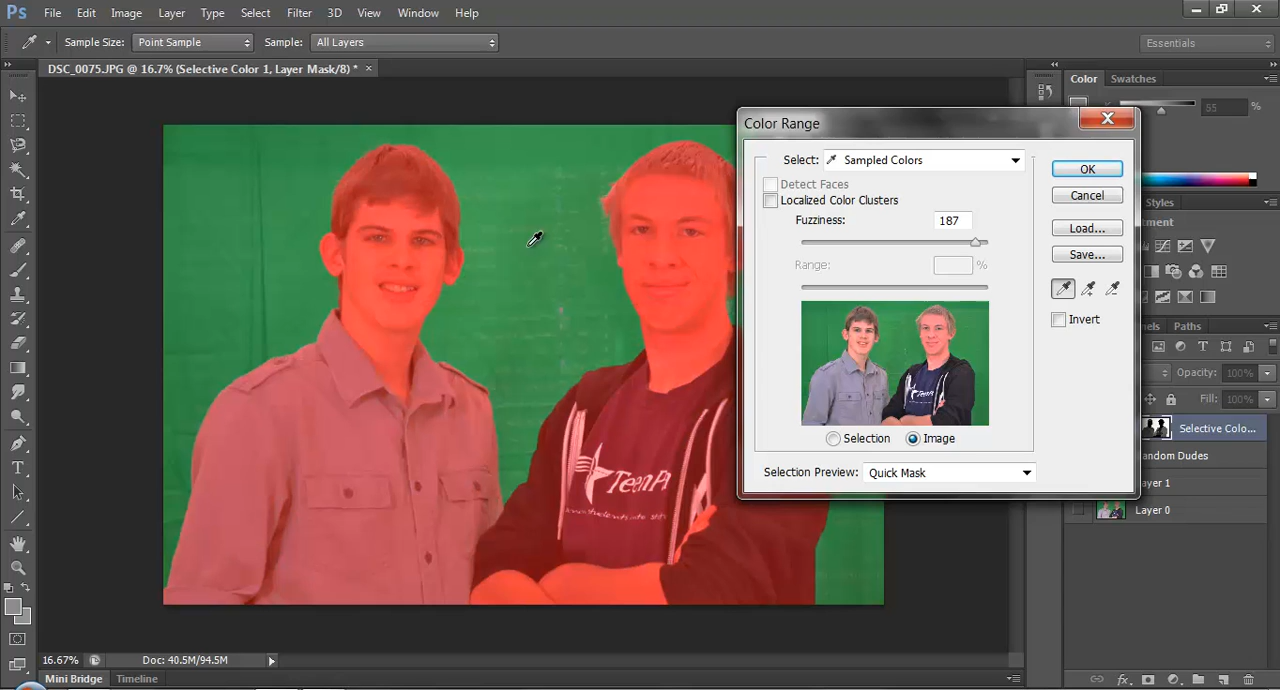 Ps File Edit Image Layer Type Select Filter 3D View Window Help
Sample Size: Point Sample Sample: All Layers Essentials
DSC_0075.JPG @ 16.7% (Selective Color 1, Layer Mask/8) * ×
Color Swatches
55 %
Color Range
Select: Sampled Colors
Detect Faces
Localized Color Clusters
Fuzziness: 187
Range: %
Selection Image
Selection Preview: Quick Mask
OK
Cancel
Load...
Save...
Invert
Styles
Paths
Opacity: 100%
Fill: 100%
Selective Colo...
andom Dudes
ayer 1
Layer 0
TeenP
16.67% Doc: 40.5M/94.5M
Mini Bridge Timeline